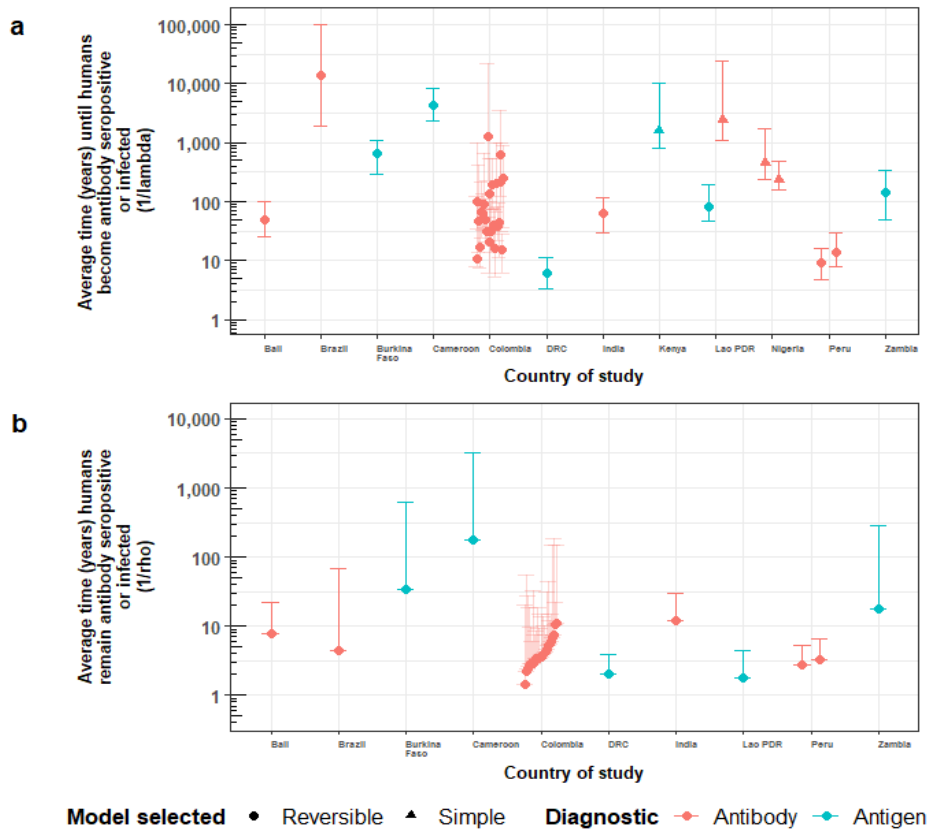 a
Average time (years) until humans
become antibody seropositive
or infected
(1/lambda)
100,000
10,000
1,000
100
10
1
Bali
Brazil
Burkina
Faso
Cameroon
Colombia
DRC
India
Kenya
Lao PDR
Nigeria
Peru
Zambia
Country of study
b
Average time (years) humans
remain antibody seropositive
or infected
(1/rho)
10,000
1,000
100
10
1
Bali
Brazil
Burkina
Faso
Cameroon
Colombia
DRC
India
Lao PDR
Peru
Zambia
Country of study
Model selected Reversible Simple Diagnostic Antibody Antigen